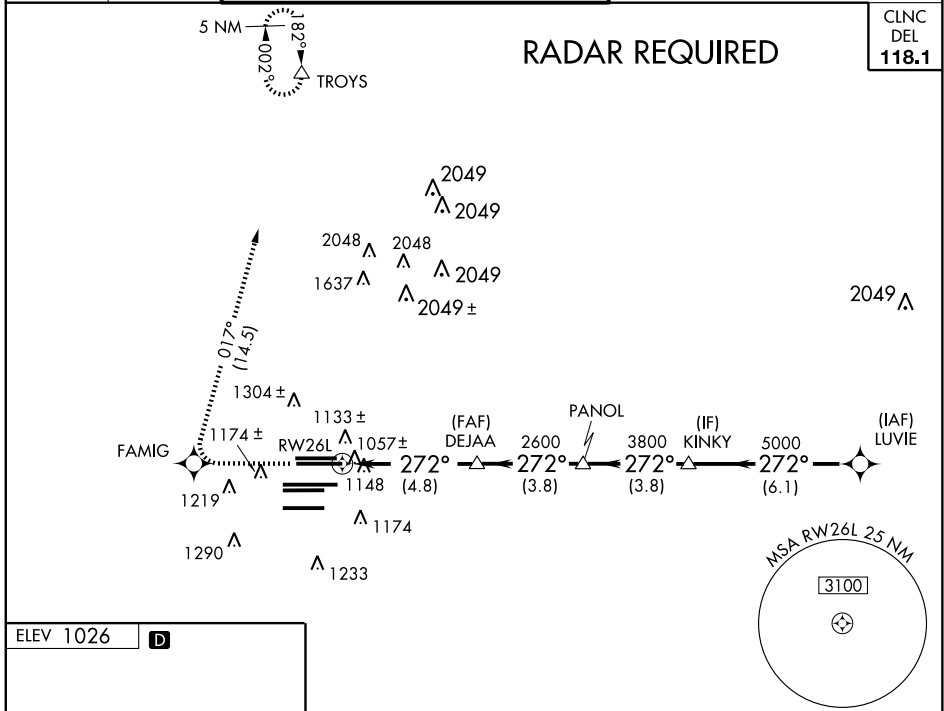 CLNC
DEL
118.1
5 NM
182°
002°
TROYS
RADAR REQUIRED
2049
2049
2048
2048
1637
2049
2049 ±
2049
017°
(14.5)
1304 ±
1133 ±
1174 ±
RW26L
1057 ±
FAMIG
(FAF)
DEJAA
2600
PANOL
3800
(IF)
KINKY
5000
(IAF)
LUVIE
272°
272°
272°
272°
(4.8)
(3.8)
(3.8)
(6.1)
1148
1219
1174
1290
1233
MSA RW26L 25 NM
3100
ELEV 1026
D